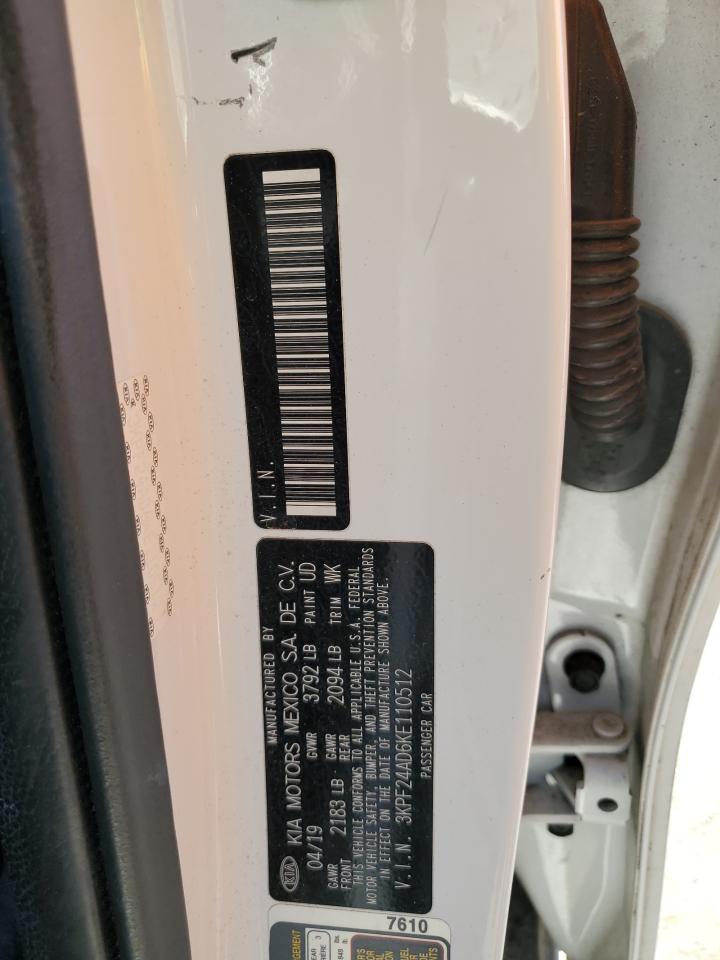 V.I.N.
MANUFACTURED BY
KIA KIA MOTORS MEXICO S.A. DE C.V.
04/19 GVWR 3792 LB PAINT UD
GAWR FRONT 2183 LB GAWR REAR 2094 LB TRIM WK
THIS VEHICLE CONFORMS TO ALL APPLICABLE U.S.A. FEDERAL
MOTOR VEHICLE SAFETY, BUMPER, AND THEFT PREVENTION STANDARDS
IN EFFECT ON THE DATE OF MANUFACTURE SHOWN ABOVE.
V.I.N. 3KPF24AD6KE110512
PASSENGER CAR
7610